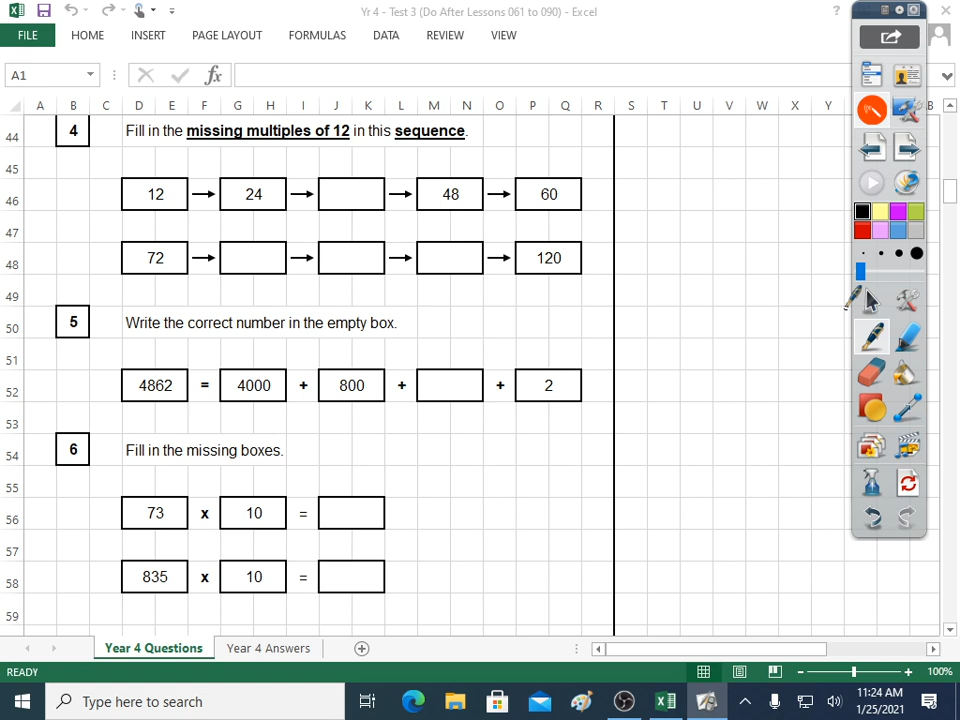 Yr 4 - Test 3 (Do After Lessons 061 to 090) - Excel
?
FILE HOME INSERT PAGE LAYOUT FORMULAS DATA REVIEW VIEW
A1 fx
A B C D E F G H I J K L M N O P Q R S T U V W X Y B
44 4 Fill in the missing multiples of 12 in this sequence.
45
46 12 → 24 → → 48 → 60
47
48 72 → → → → 120
49
50 5 Write the correct number in the empty box.
51
52 4862 = 4000 + 800 + + 2
53
54 6 Fill in the missing boxes.
55
56 73 x 10 =
57
58 835 x 10 =
59
Year 4 Questions Year 4 Answers
READY 100%
Type here to search
11:24 AM
1/25/2021